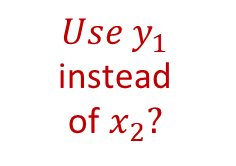 Use y₁
instead
of x₂?